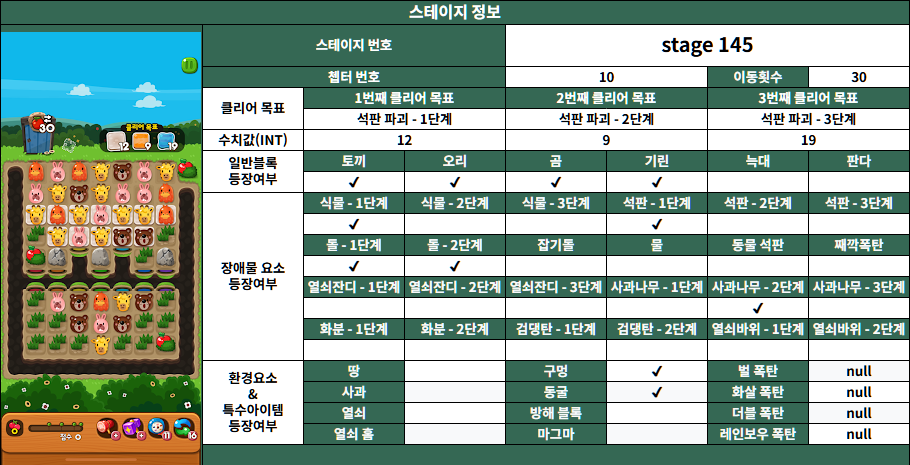 스테이지 정보
스테이지 번호 stage 145
챕터 번호 10 이동횟수 30
클리어 목표 1번째 클리어 목표 2번째 클리어 목표 3번째 클리어 목표
석판 파괴 - 1단계 석판 파괴 - 2단계 석판 파괴 - 3단계
수치값(INT) 12 9 19
일반블록 등장여부 토끼 오리 곰 기린 늑대 판다
✓ ✓ ✓ ✓
장애물 요소 등장여부 식물 - 1단계 식물 - 2단계 식물 - 3단계 석판 - 1단계 석판 - 2단계 석판 - 3단계
✓ ✓
돌 - 1단계 돌 - 2단계 잡기돌 물 동물 석판 째깍폭탄
✓ ✓
열쇠잔디 - 1단계 열쇠잔디 - 2단계 열쇠잔디 - 3단계 사과나무 - 1단계 사과나무 - 2단계 사과나무 - 3단계
✓
화분 - 1단계 화분 - 2단계 검댕탄 - 1단계 검댕탄 - 2단계 열쇠바위 - 1단계 열쇠바위 - 2단계
환경요소 & 특수아이템 등장여부 땅 구멍 ✓ 벌 폭탄 null
사과 동굴 ✓ 화살 폭탄 null
열쇠 방해 블록 더블 폭탄 null
열쇠 홀 마그마 레인보우 폭탄 null
30
클리어 목표
12 9 19
점수 0
0
11 16